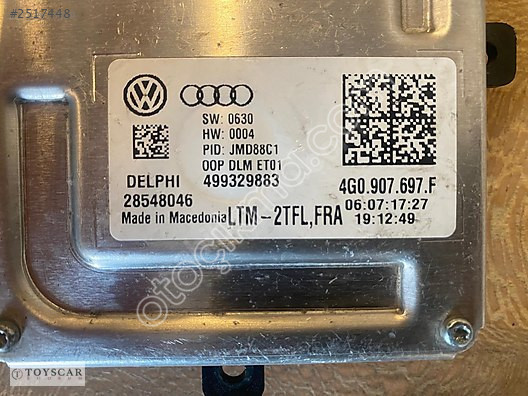 #2517448
SW: 0630
HW: 0004
PID: JMD88C1
OOP DLM ET01
DELPHI 499329883
28548046
4G0.907.697.F
06:07:17:27
19:12:49
Made in Macedonia LTM-2TFL,FRA
TOYSCAR